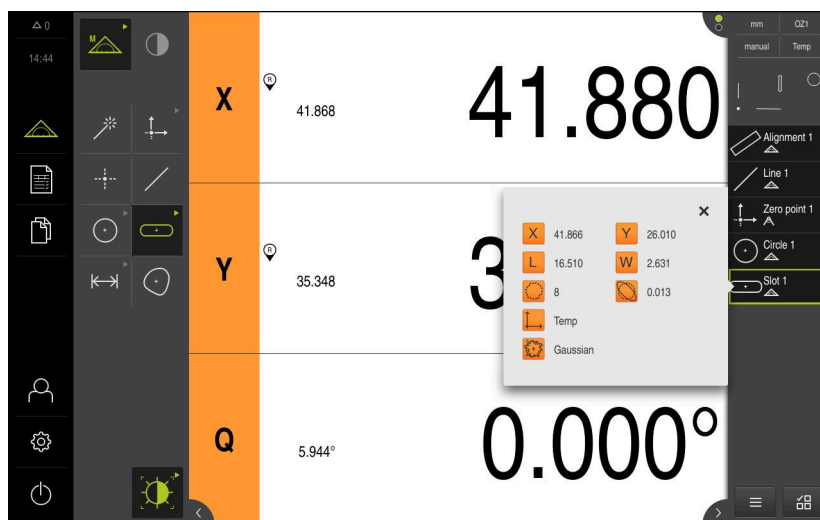 0
14:44
M
X
R
41.868
41.880
Y
R
35.348
3
Q
5.944°
0.000°
X 41.866 Y 26.010
L 16.510 W 2.631
8 0.013
Temp
Gaussian
mm OZ1
manual Temp
Alignment 1
Line 1
Zero point 1
Circle 1
Slot 1